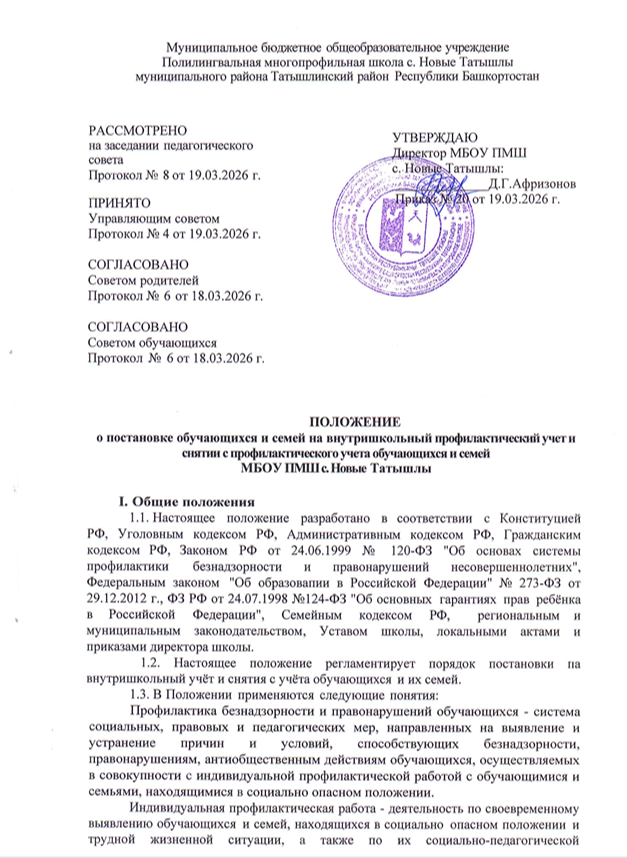 Муниципальное бюджетное общеобразовательное учреждение
Полилингвальная многопрофильная школа с. Новые Татышлы
муниципального района Татышлинский район Республики Башкортостан
РАССМОТРЕНО
на заседании педагогического
совета
Протокол № 8 от 19.03.2026 г.
ПРИНЯТО
Управляющим советом
Протокол № 4 от 19.03.2026 г.
СОГЛАСОВАНО
Советом родителей
Протокол № 6 от 18.03.2026 г.
СОГЛАСОВАНО
Советом обучающихся
Протокол № 6 от 18.03.2026 г.
УТВЕРЖДАЮ
Директор МБОУ ПМШ
с. Новые Татышлы:
Д.Г.Афризонов
Приказ № 20 от 19.03.2026 г.
ПОЛОЖЕНИЕ
о постановке обучающихся и семей на внутришкольный профилактический учет и
снятии с профилактического учета обучающихся и семей
МБОУ ПМШ с. Новые Татышлы
I. Общие положения
1.1. Настоящее положение разработано в соответствии с Конституцией
РФ, Уголовным кодексом РФ, Административным кодексом РФ, Гражданским
кодексом РФ, Законом РФ от 24.06.1999 № 120-ФЗ "Об основах системы
профилактики безнадзорности и правонарушений несовершеннолетних",
Федеральным законом "Об образовании в Российской Федерации" № 273-ФЗ от
29.12.2012 г., ФЗ РФ от 24.07.1998 №124-ФЗ "Об основных гарантиях прав ребёнка
в Российской Федерации", Семейным кодексом РФ, региональным и
муниципальным законодательством, Уставом школы, локальными актами и
приказами директора школы.
1.2. Настоящее положение регламентирует порядок постановки на
внутришкольный учёт и снятия с учёта обучающихся и их семей.
1.3. В Положении применяются следующие понятия:
Профилактика безнадзорности и правонарушений обучающихся - система
социальных, правовых и педагогических мер, направленных на выявление и
устранение причин и условий, способствующих безнадзорности,
правонарушениям, антиобщественным действиям обучающихся, осуществляемых
в совокупности с индивидуальной профилактической работой с обучающимися и
семьями, находящимися в социально опасном положении.
Индивидуальная профилактическая работа - деятельность по своевременному
выявлению обучающихся и семей, находящихся в социально опасном положении и
трудной жизненной ситуации, а также по их социально-педагогической